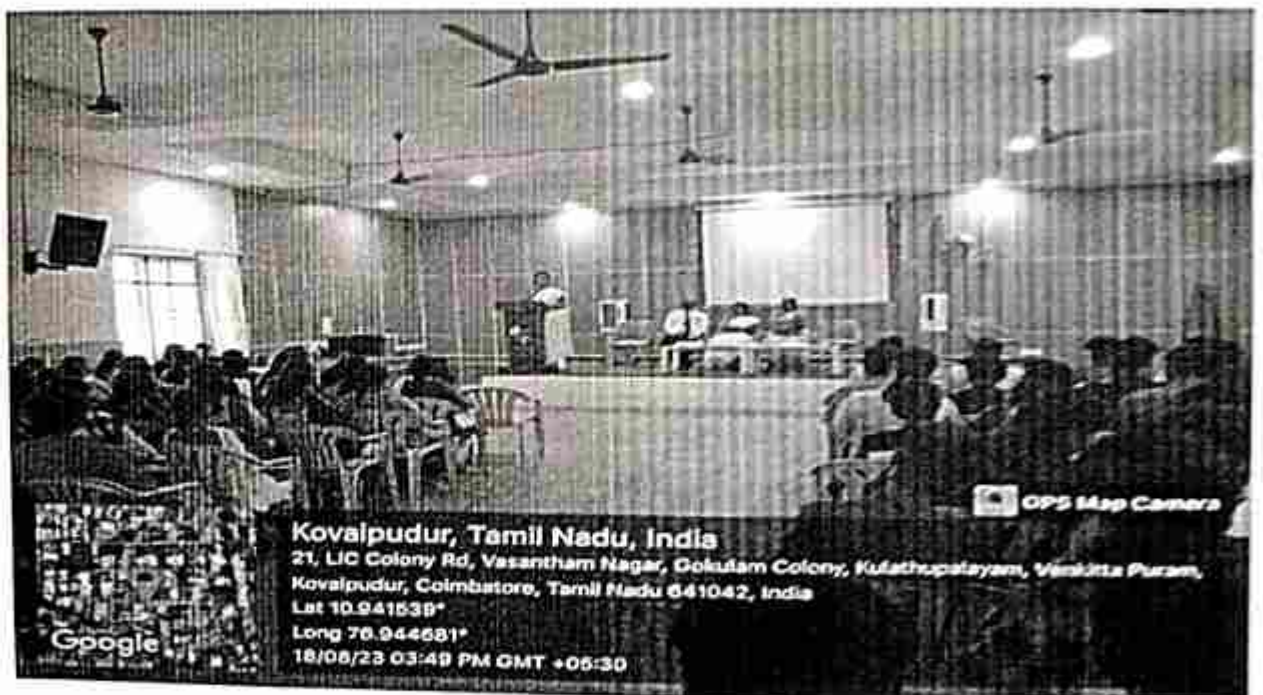 GPS Map Camera
Kovaipudur, Tamil Nadu, India
21, LIC Colony Rd, Vasantham Nagar, Gokulam Colony, Kulathupalayam, Venkitta Puram,
Kovaipudur, Coimbatore, Tamil Nadu 641042, India
Lat 10.941539°
Long 76.944681°
18/08/23 03:49 PM GMT +05:30
Google